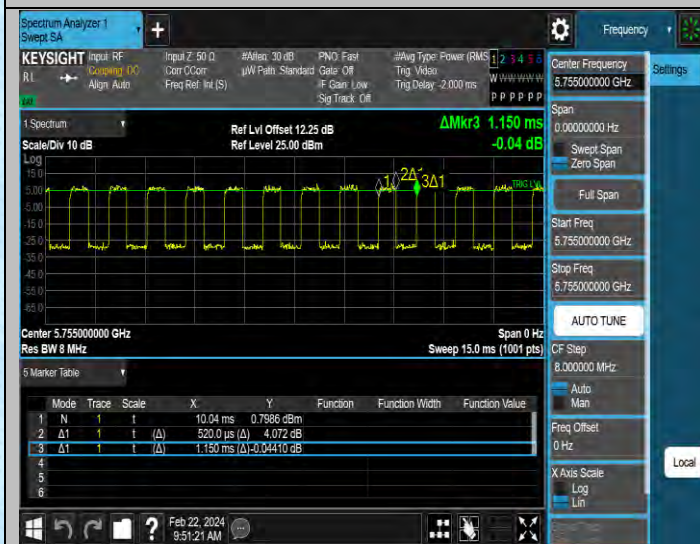 Spectrum Analyzer 1
Swept SA
+
Frequency
KEYSIGHT
Input: RF
Coupling: DC
Align: Auto
Input Z: 50 Ω
Corr CCorr
Freq Ref: Int (S)
#Atten: 30 dB
µW Path: Standard
PNO: Fast
Gate: Off
IF Gain: Low
Sig Track: Off
#Avg Type: Power (RMS
Trig: Video
Trig Delay: -2.000 ms
1 2 3 4 5 6
W W W W W W
P P P P P P
Center Frequency
5.755000000 GHz
Settings
Span
0.00000000 Hz
Swept Span
Zero Span
Full Span
Start Freq
5.755000000 GHz
Stop Freq
5.755000000 GHz
AUTO TUNE
CF Step
8.000000 MHz
Auto
Man
Freq Offset
0 Hz
X Axis Scale
Log
Lin
Local
1 Spectrum
Scale/Div 10 dB
Ref Lvl Offset 12.25 dB
Ref Level 25.00 dBm
ΔMkr3 1.150 ms
-0.04 dB
Log
15.0
5.00
-5.00
-15.0
-25.0
-35.0
-45.0
-55.0
-65.0
1 2Δ1 3Δ1
TRIG LVL
Center 5.755000000 GHz
Span 0 Hz
Res BW 8 MHz
Sweep 15.0 ms (1001 pts)
5 Marker Table
Mode Trace Scale X Y Function Function Width Function Value
1 N 1 t 10.04 ms 0.7986 dBm
2 Δ1 1 t (Δ) 520.0 µs (Δ) 4.072 dB
3 Δ1 1 t (Δ) 1.150 ms (Δ) -0.04410 dB
4
5
6
?
Feb 22, 2024
9:51:21 AM